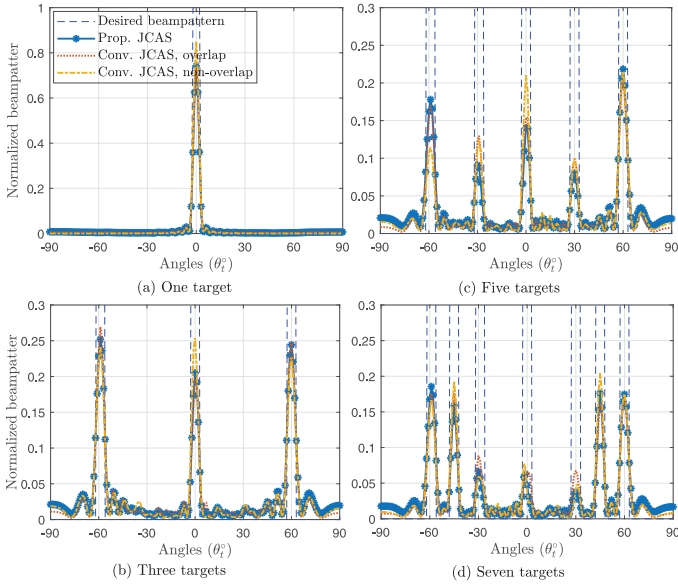 Normalized beampatter
1
0.8
0.6
0.4
0.2
0
Desired beampattern
Prop. JCAS
Conv. JCAS, overlap
Conv. JCAS, non-overlap
-90 -60 -30 0 30 60 90
Angles (θ°t)
(a) One target
0.3
0.25
0.2
0.15
0.1
0.05
0
-90 -60 -30 0 30 60 90
Angles (θ°t)
(c) Five targets
Normalized beampatter
0.3
0.25
0.2
0.15
0.1
0.05
0
-90 -60 -30 0 30 60 90
Angles (θ°t)
(b) Three targets
0.3
0.25
0.2
0.15
0.1
0.05
0
-90 -60 -30 0 30 60 90
Angles (θ°t)
(d) Seven targets